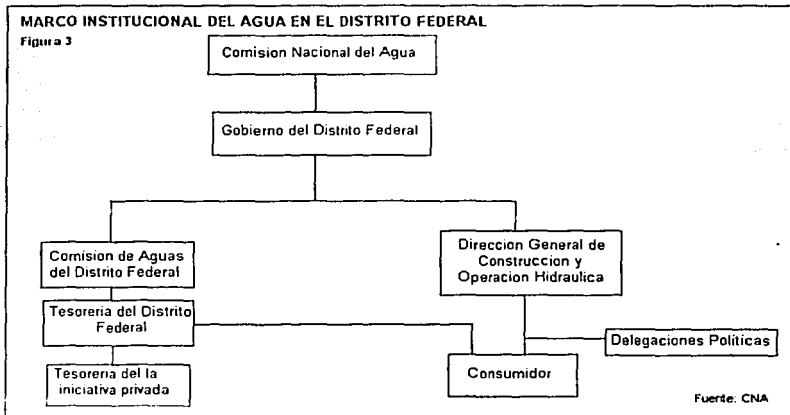 MARCO INSTITUCIONAL DEL AGUA EN EL DISTRITO FEDERAL
Figura 3
Comision Nacional del Agua
Gobierno del Distrito Federal
Comision de Aguas
del Distrito Federal
Direccion General de
Construccion y
Operacion Hidraulica
Tesoreria del Distrito
Federal
Delegaciones Políticas
Tesoreria del la
iniciativa privada
Consumidor
Fuente: CNA